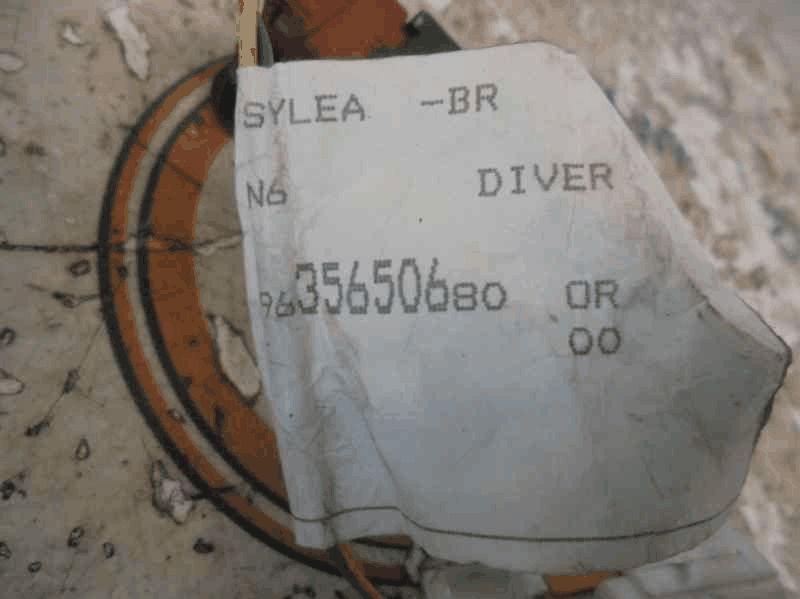 SYLEA -BR
N6 DIVER
9635650680 OR
00